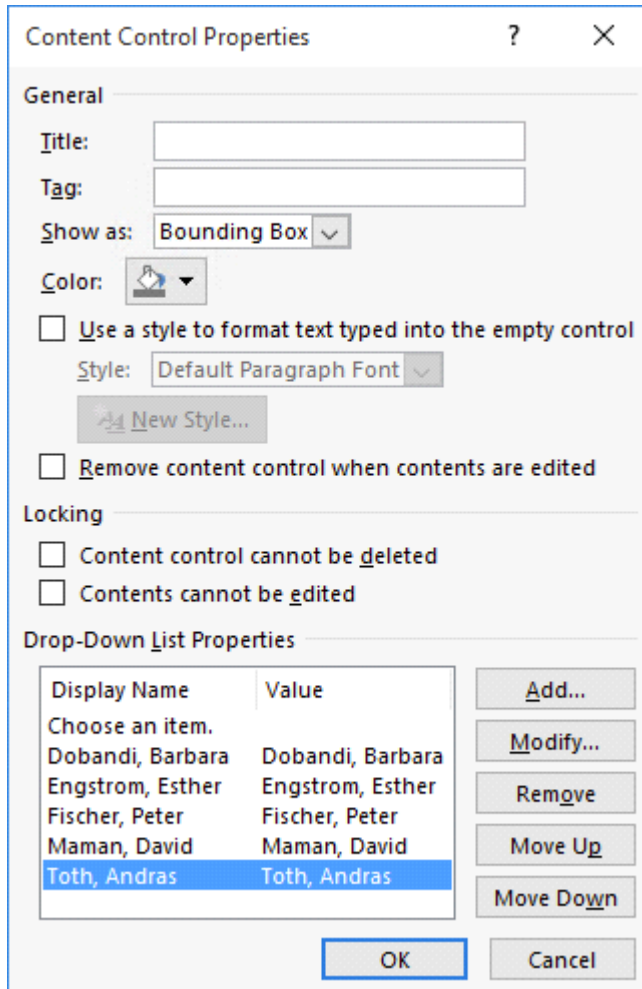 Content Control Properties ? ×
General
Title:
Tag:
Show as: Bounding Box
Color:
Use a style to format text typed into the empty control
Style: Default Paragraph Font
New Style...
Remove content control when contents are edited
Locking
Content control cannot be deleted
Contents cannot be edited
Drop-Down List Properties
Display Name Value Add...
Choose an item.
Dobandi, Barbara Dobandi, Barbara Modify...
Engstrom, Esther Engstrom, Esther
Fischer, Peter Fischer, Peter Remove
Maman, David Maman, David Move Up
Toth, Andras Toth, Andras
Move Down
OK Cancel